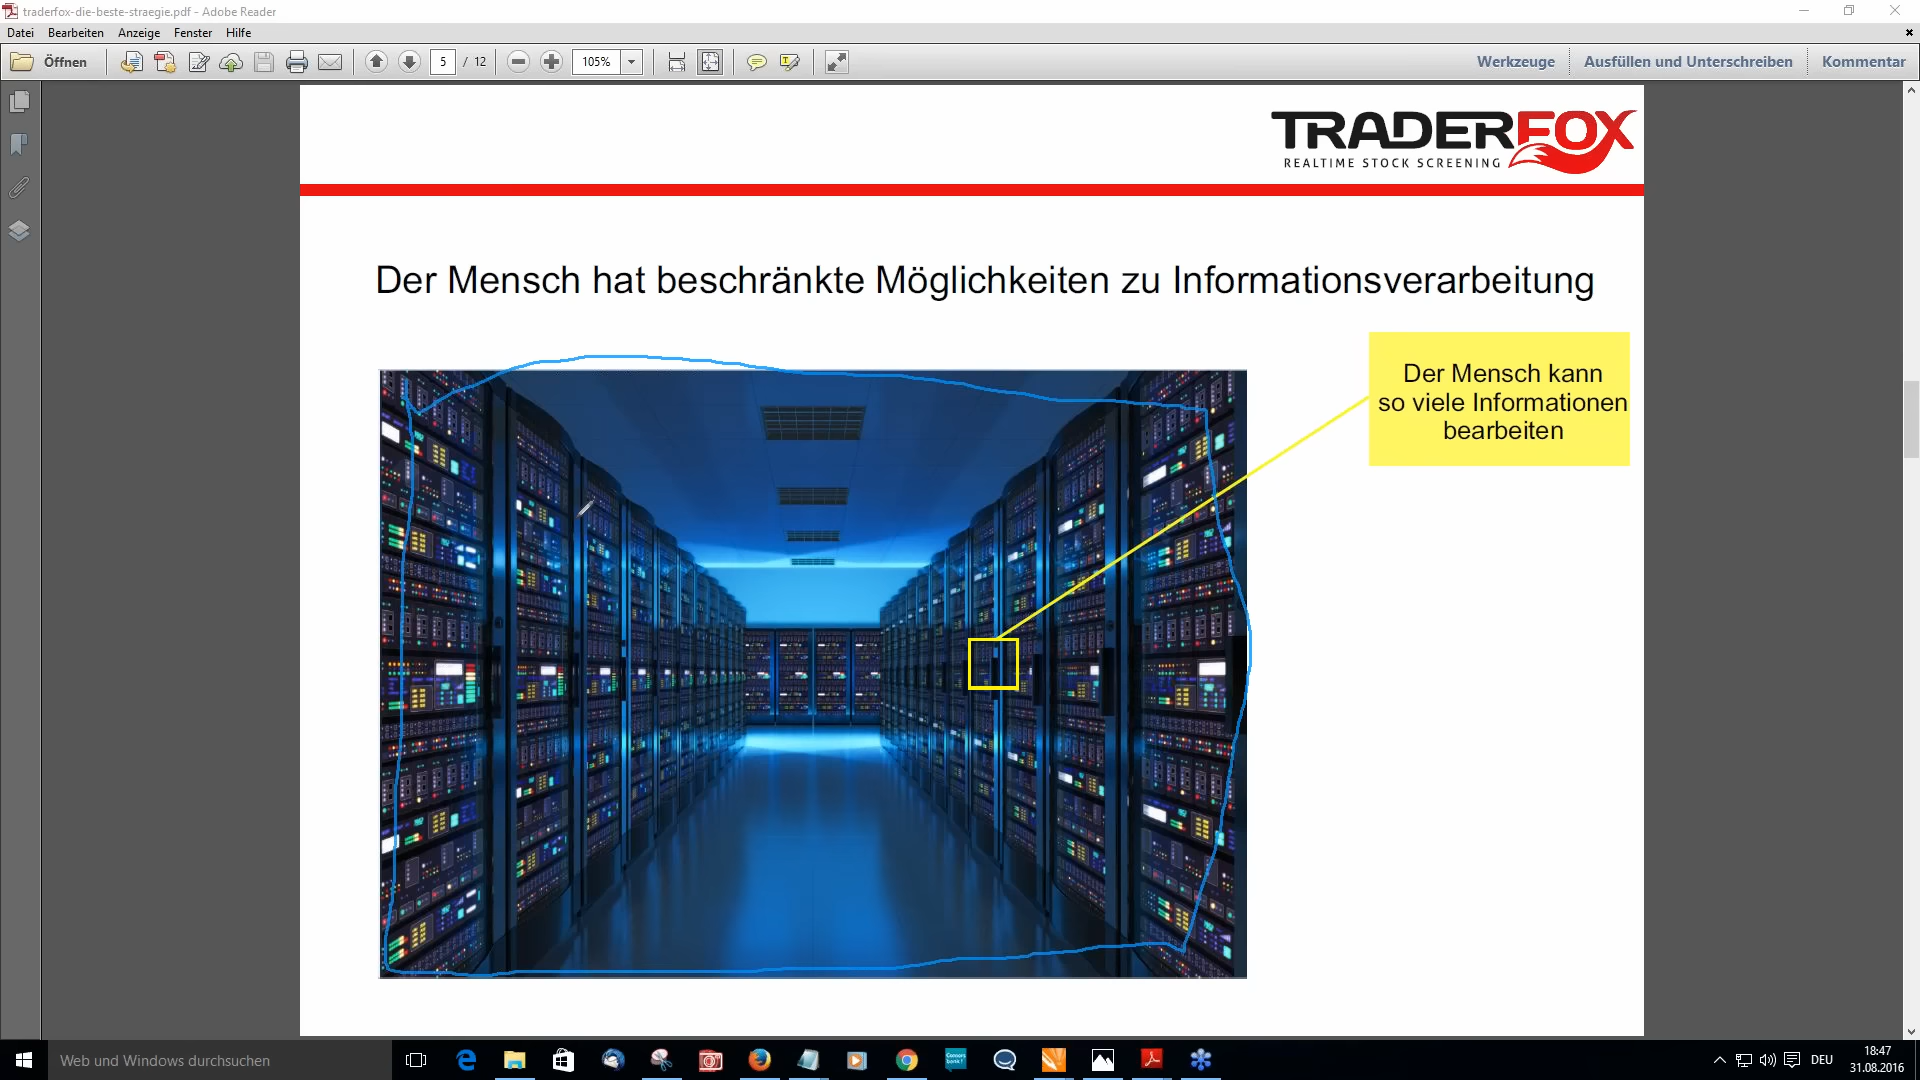 traderfox-die-beste-straegie.pdf - Adobe Reader
Datei Bearbeiten Anzeige Fenster Hilfe
Öffnen 5 / 12 105% Werkzeuge Ausfüllen und Unterschreiben Kommentar
TRADERFOX
REALTIME STOCK SCREENING
Der Mensch hat beschränkte Möglichkeiten zu Informationsverarbeitung
Der Mensch kann
so viele Informationen
bearbeiten
Web und Windows durchsuchen
Consors
bank!
DEU
18:47
31.08.2016